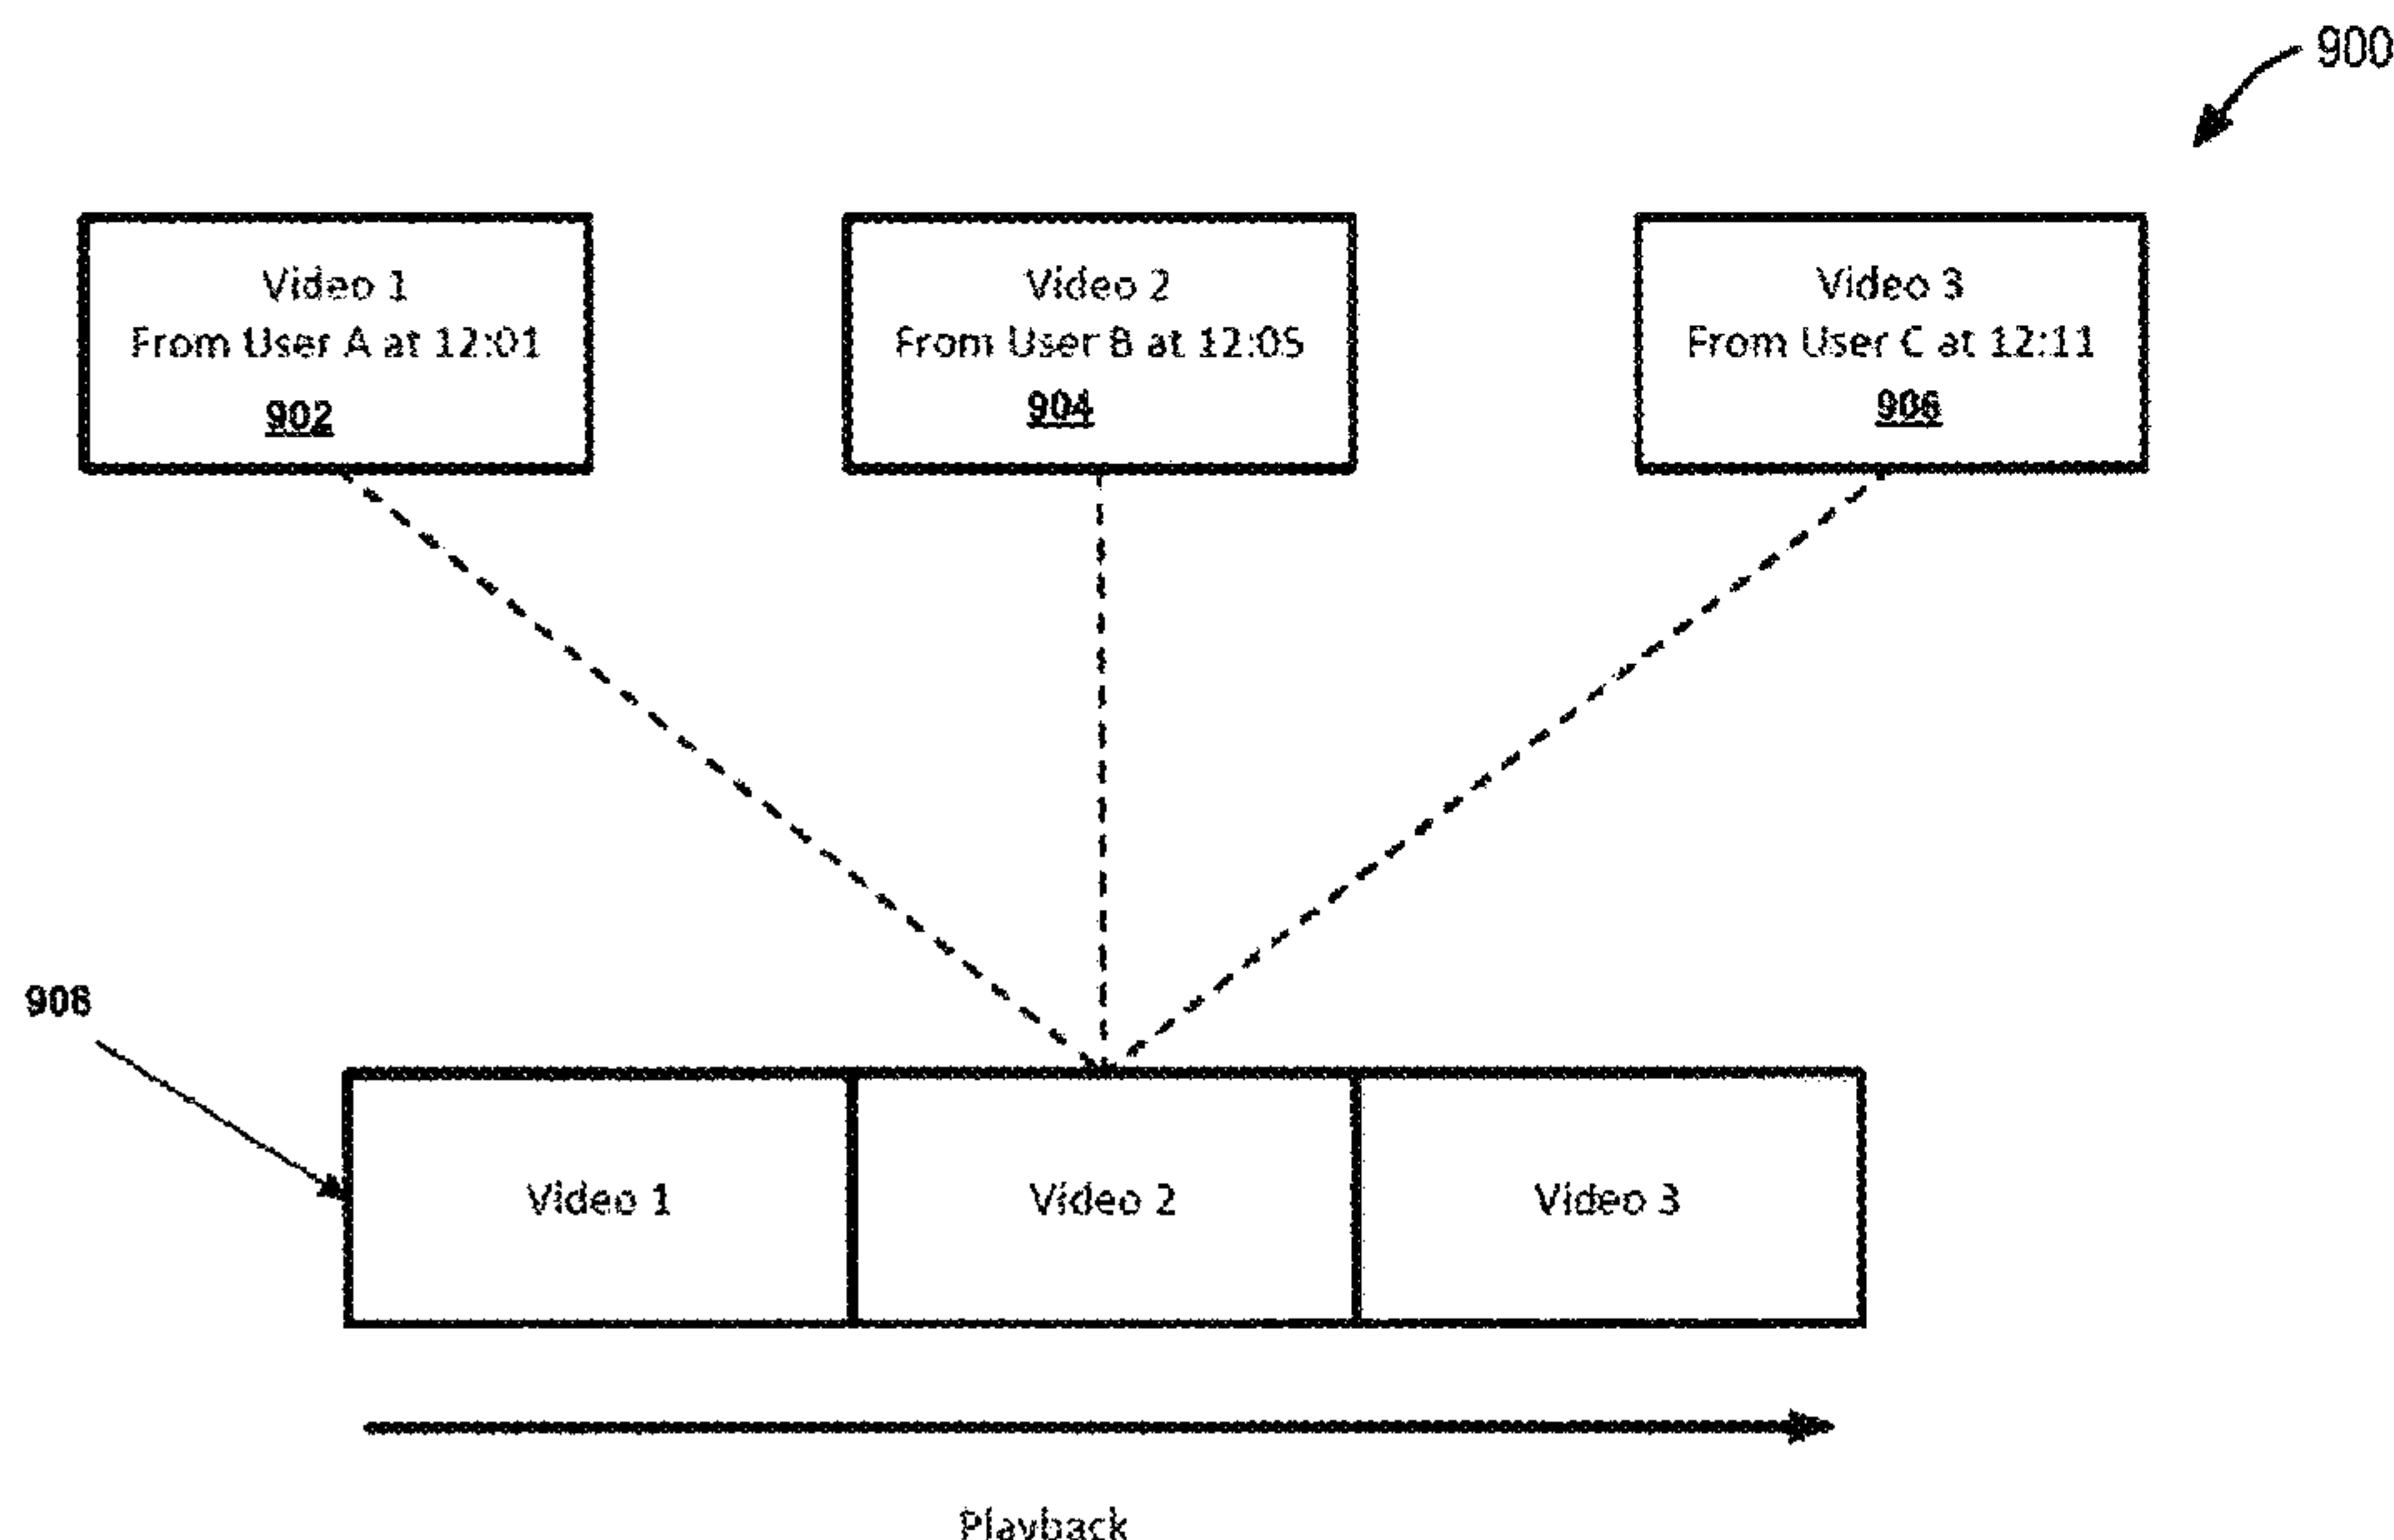 900
Video 1
From User A at 12:01
902
Video 2
From User B at 12:05
904
Video 3
From User C at 12:11
906
908
Video 1
Video 2
Video 3
Playback